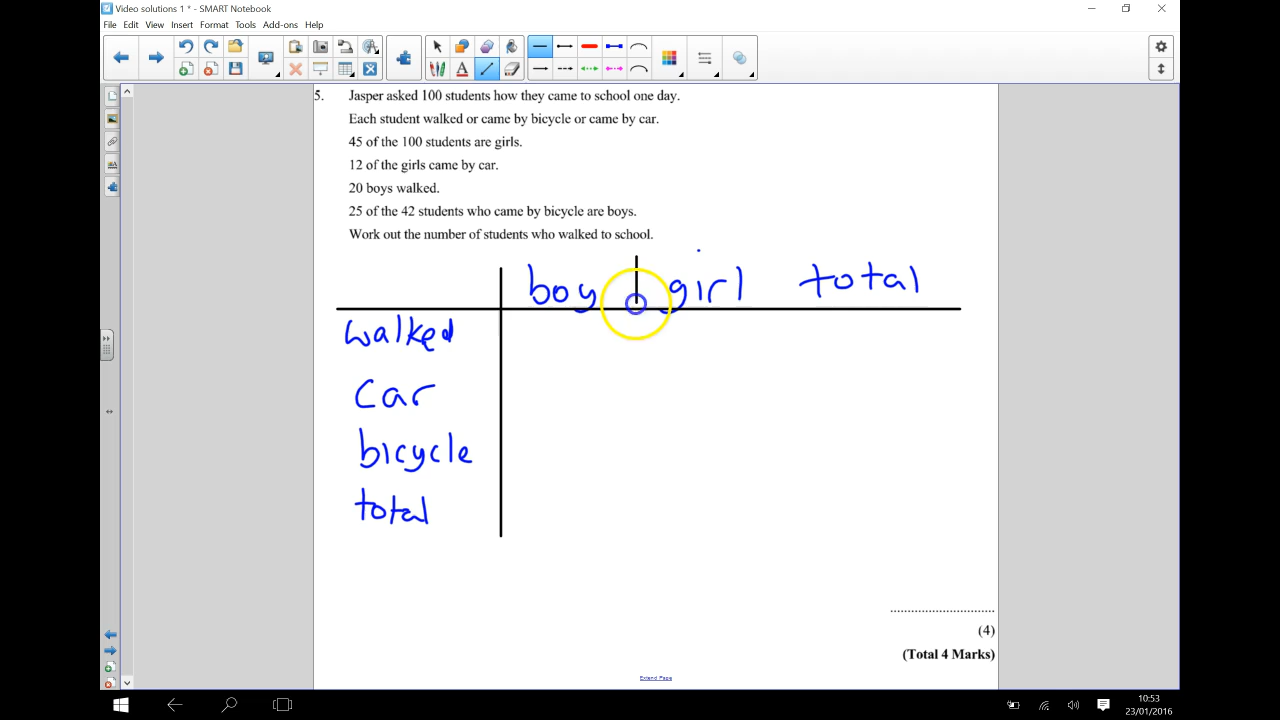 Video solutions 1 * - SMART Notebook
File Edit View Insert Format Tools Add-ons Help
5. Jasper asked 100 students how they came to school one day.
Each student walked or came by bicycle or came by car.
45 of the 100 students are girls.
12 of the girls came by car.
20 boys walked.
25 of the 42 students who came by bicycle are boys.
Work out the number of students who walked to school.
boy girl total
walked
car
bicycle
total
..............................
(4)
(Total 4 Marks)
Extend Page
10:53
23/01/2016